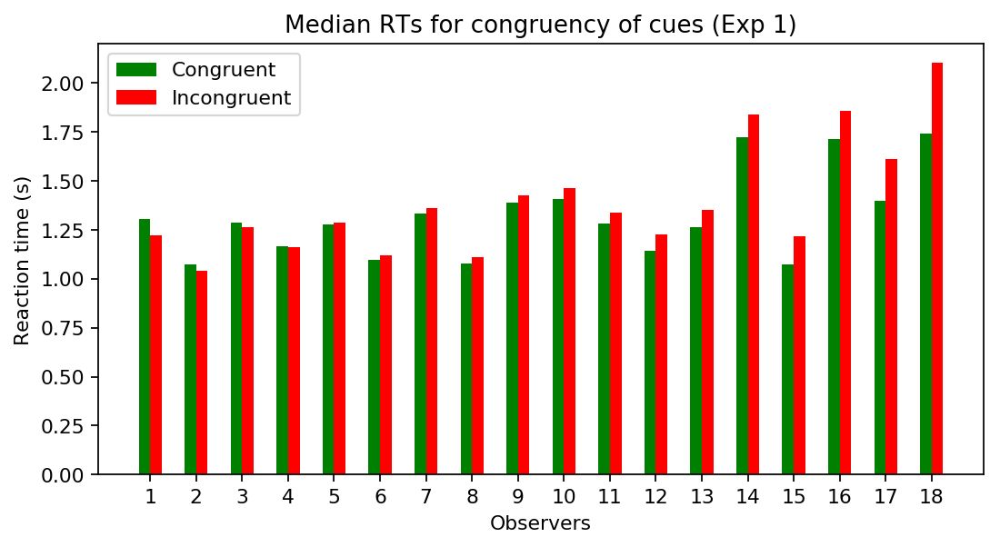 Median RTs for congruency of cues (Exp 1)
Congruent
Incongruent
Reaction time (s)
2.00
1.75
1.50
1.25
1.00
0.75
0.50
0.25
0.00
1 2 3 4 5 6 7 8 9 10 11 12 13 14 15 16 17 18
Observers